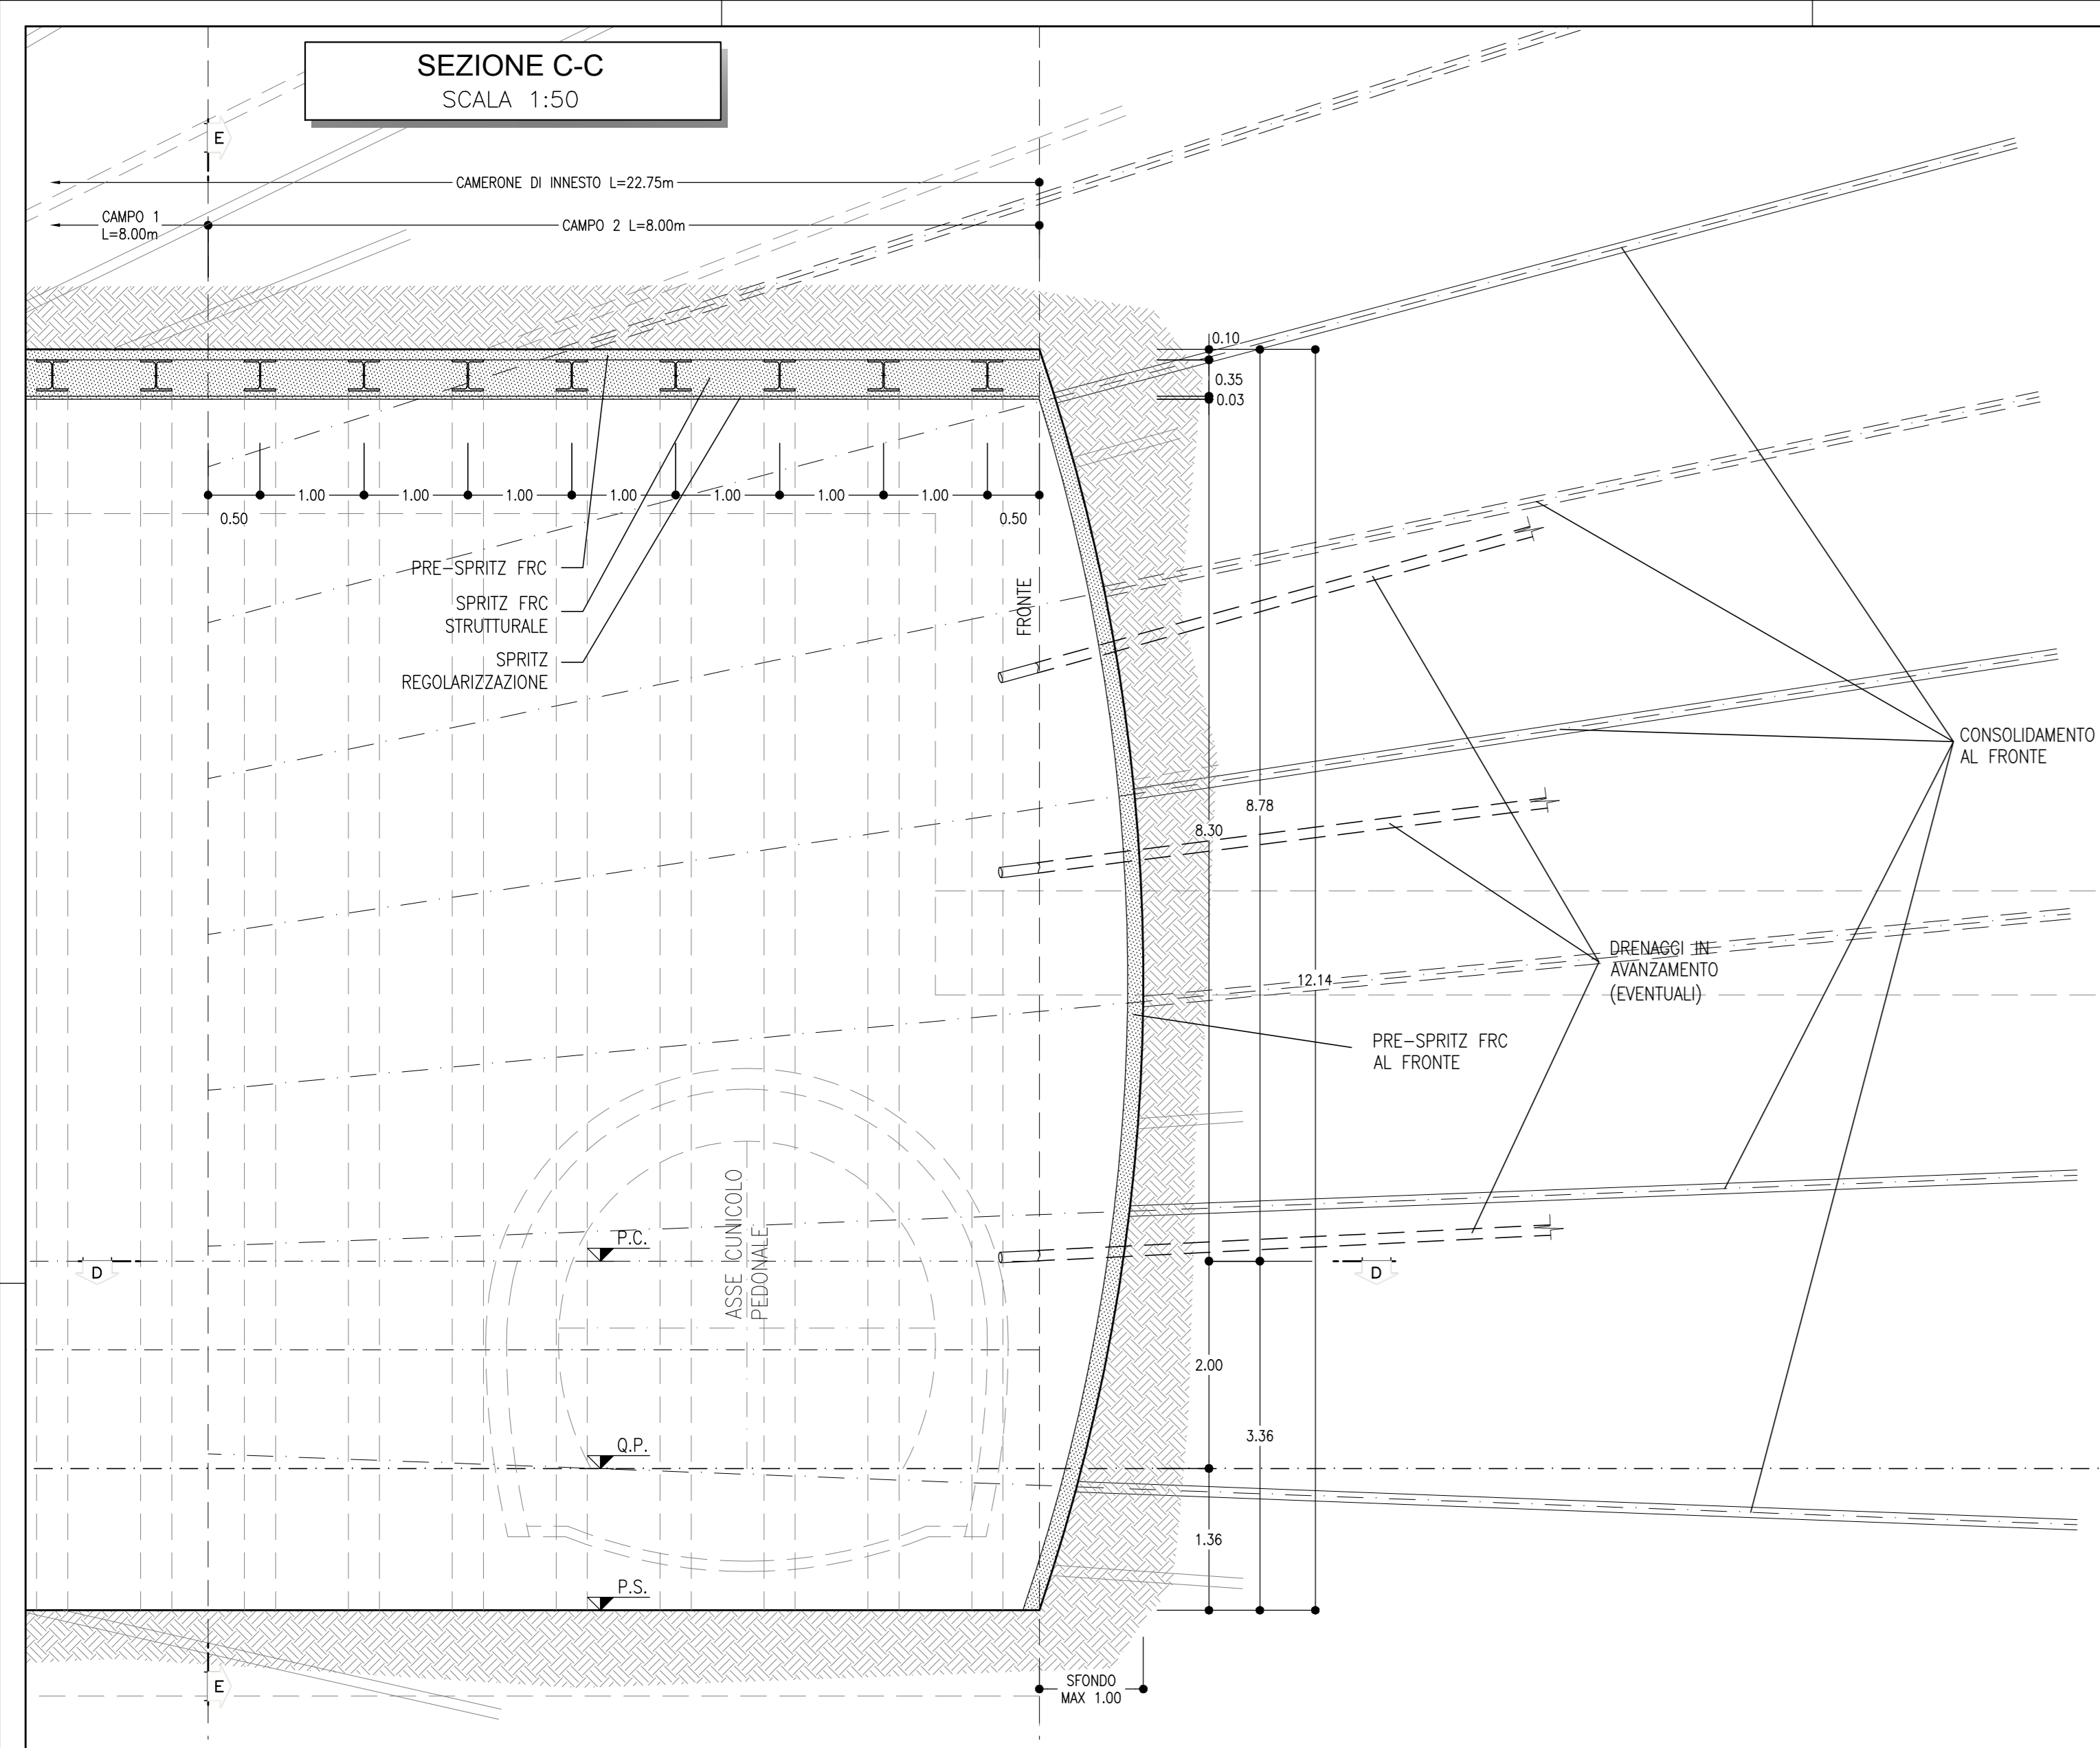 SEZIONE C-C
SCALA 1:50
E
CAMERONE DI INNESTO L=22.75m
CAMPO 1
L=8.00m
CAMPO 2 L=8.00m
0.10
0.35
0.03
1.00
1.00
1.00
1.00
1.00
1.00
1.00
0.50
0.50
PRE-SPRITZ FRC
SPRITZ FRC
STRUTTURALE
SPRITZ
REGOLARIZZAZIONE
FRONTE
CONSOLIDAMENTO
AL FRONTE
8.78
8.30
12.14
DRENAGGI IN
AVANZAMENTO
(EVENTUALI)
PRE-SPRITZ FRC
AL FRONTE
ASSE CUNICOLO
PEDONALE
P.C.
D
D
2.00
3.36
Q.P.
1.36
P.S.
E
SFONDO
MAX 1.00